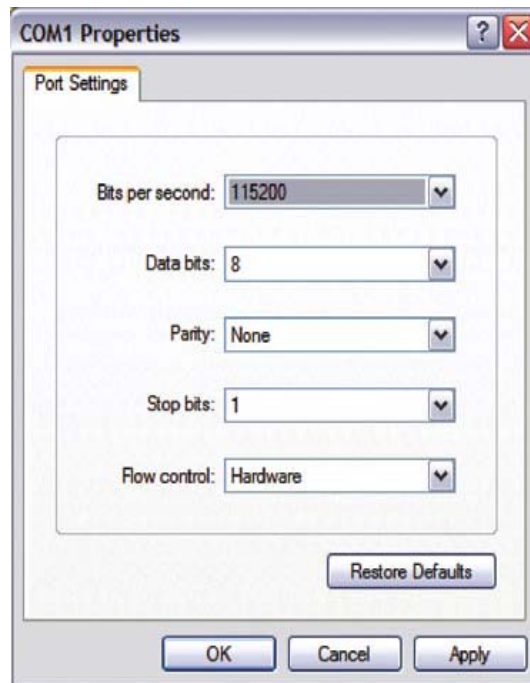 COM1 Properties
Port Settings
Bits per second: 115200
Data bits: 8
Parity: None
Stop bits: 1
Flow control: Hardware
Restore Defaults
OK Cancel Apply